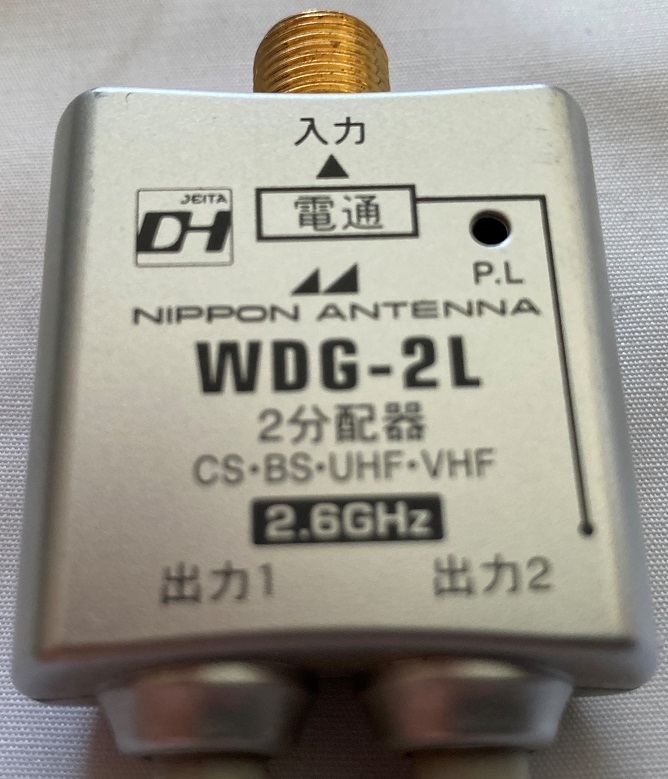 入力
JEITA
DH
電通
P.L
NIPPON ANTENNA
WDG-2L
2分配器
CS・BS・UHF・VHF
2.6GHz
出力1 出力2